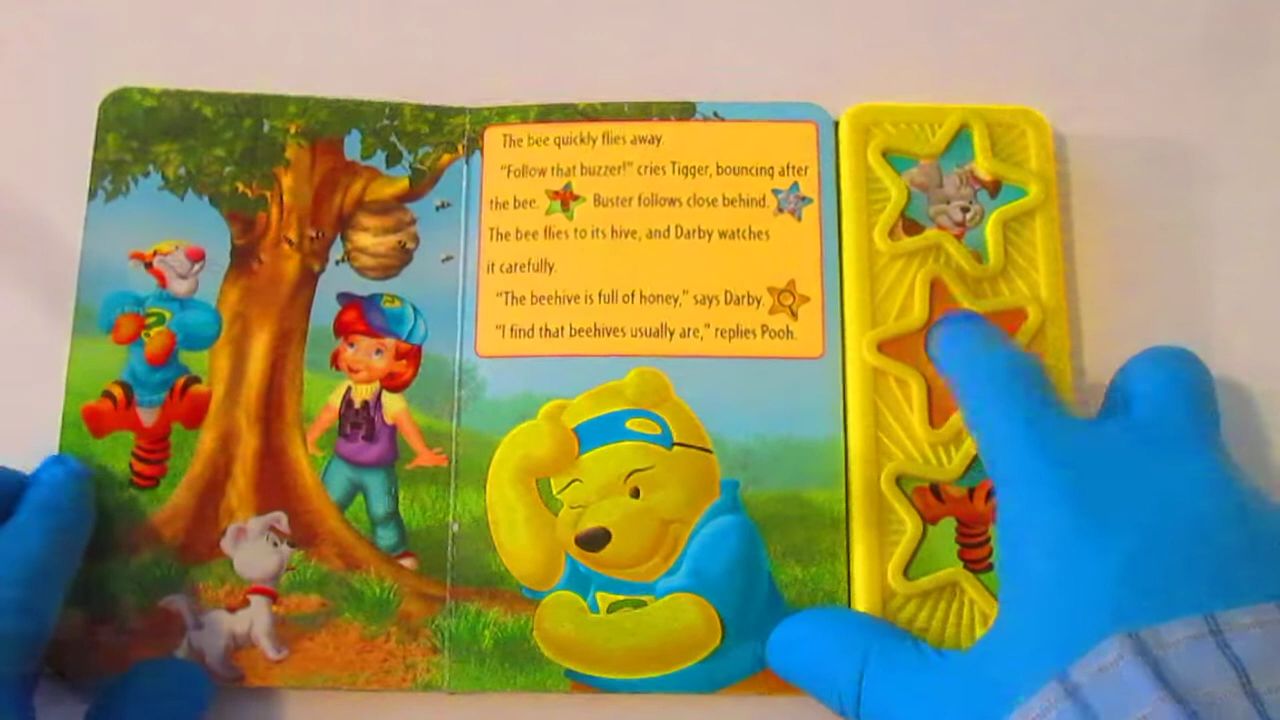 The bee quickly flies away.
"Follow that buzzer!" cries Tigger, bouncing after
the bee. Buster follows close behind.
The bee flies to its hive, and Darby watches
it carefully.
"The beehive is full of honey," says Darby.
"I find that beehives usually are," replies Pooh.